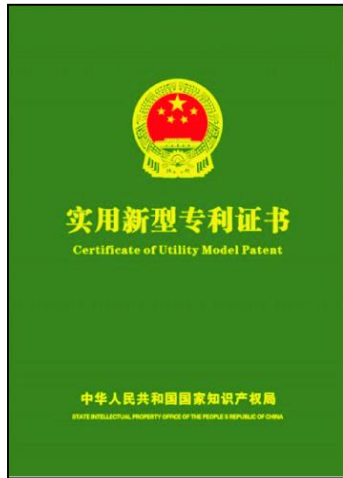 实用新型专利证书
Certificate of Utility Model Patent
中华人民共和国国家知识产权局
STATE INTELLECTUAL PROPERTY OFFICE OF THE PEOPLE'S REPUBLIC OF CHINA